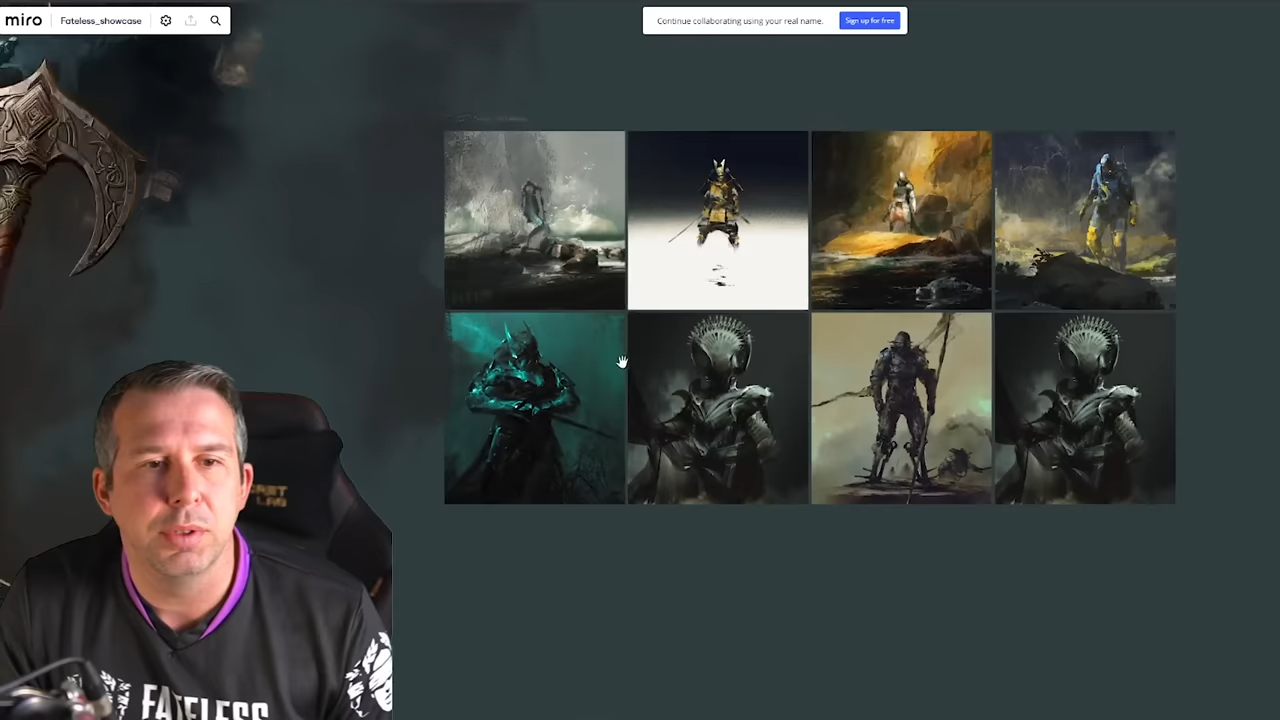 miro
Fateless_showcase
Continue collaborating using your real name.
Sign up for free
FATELESS